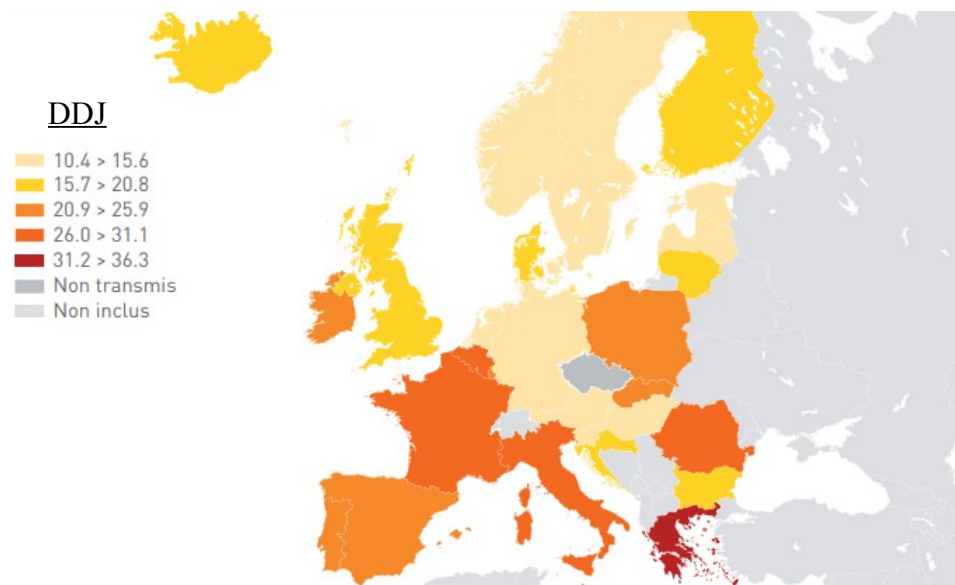 DDJ
10.4 > 15.6
15.7 > 20.8
20.9 > 25.9
26.0 > 31.1
31.2 > 36.3
Non transmis
Non inclus